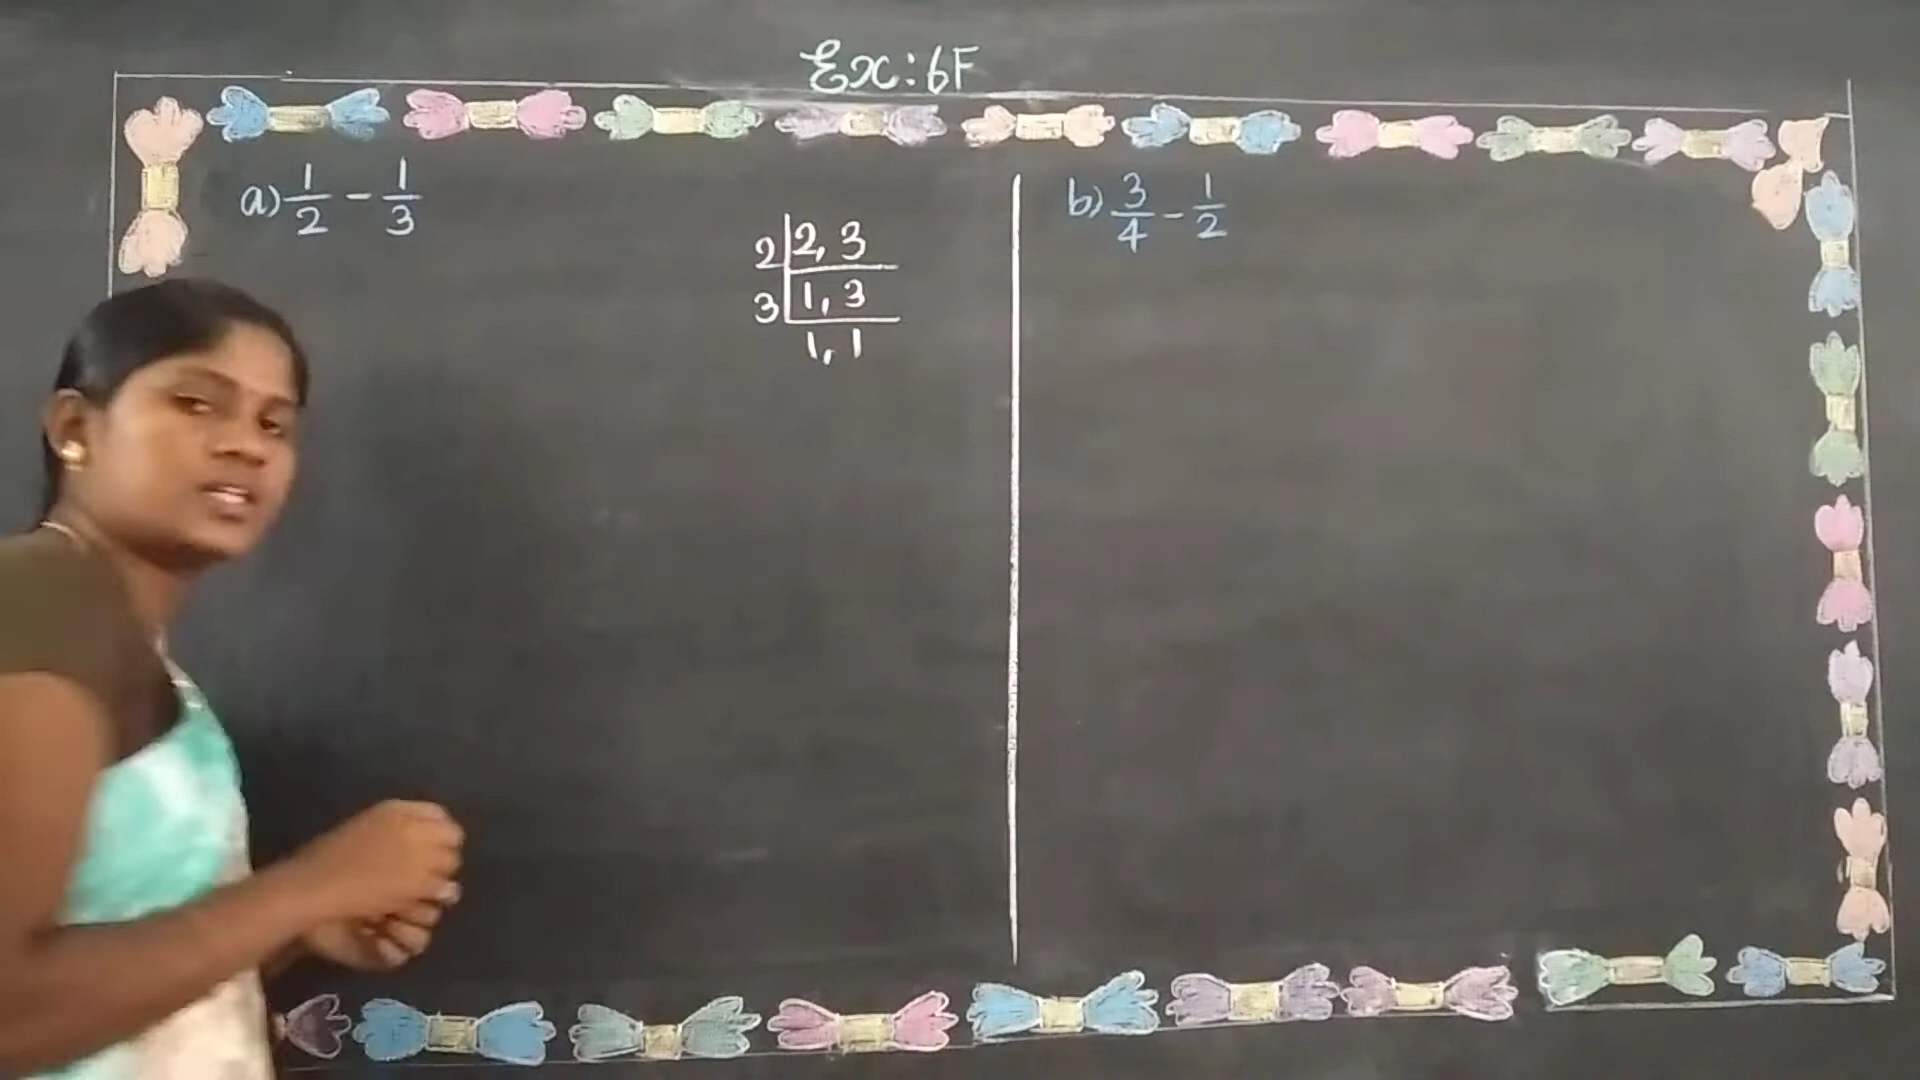 Ex:6F
a) 1/2 - 1/3
2 | 2, 3
3 | 1, 3
1, 1
b) 3/4 - 1/2